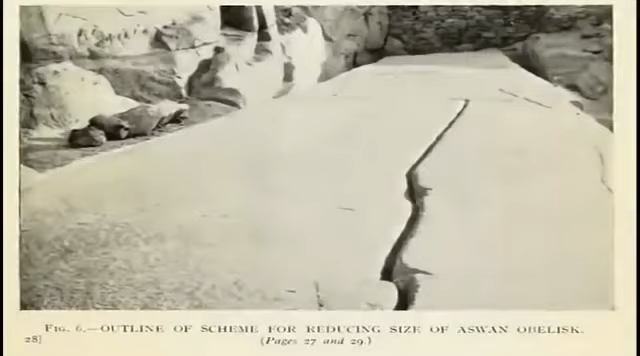 FIG. 6.—OUTLINE OF SCHEME FOR REDUCING SIZE OF ASWAN OBELISK.
28] (Pages 27 and 29.)